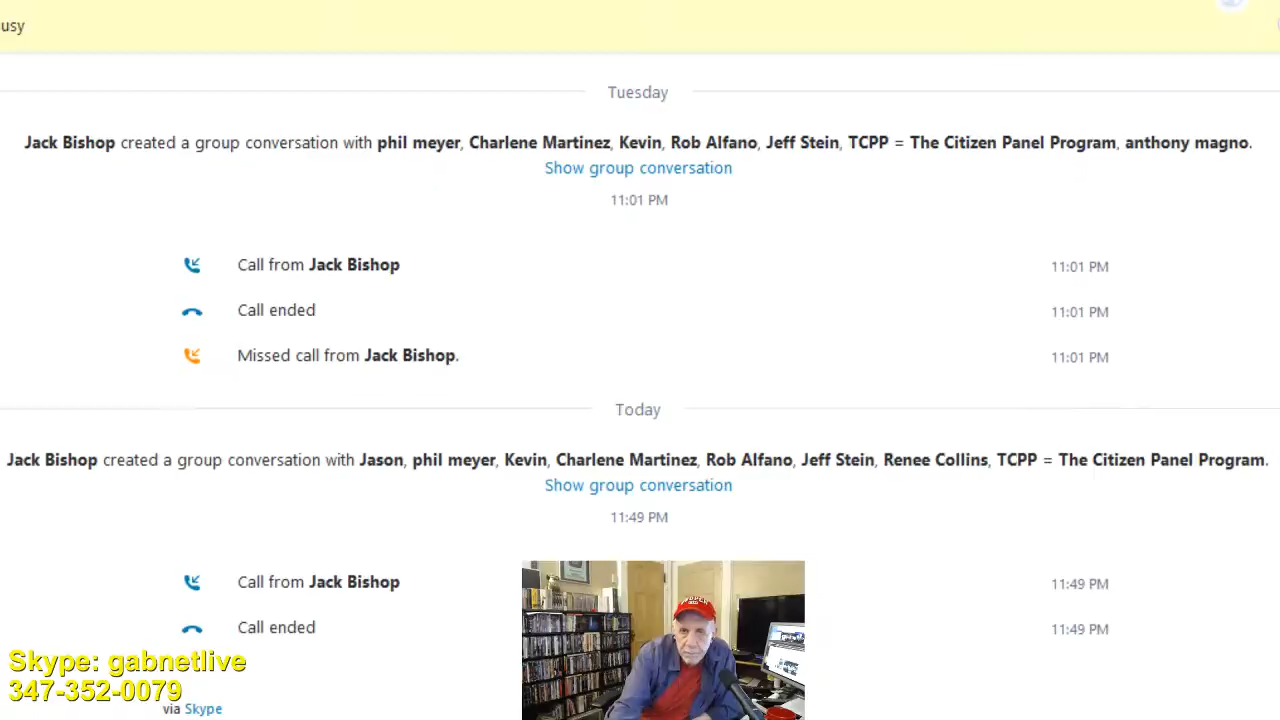 usy
Tuesday
Jack Bishop created a group conversation with phil meyer, Charlene Martinez, Kevin, Rob Alfano, Jeff Stein, TCPP = The Citizen Panel Program, anthony magno.
Show group conversation
11:01 PM
Call from Jack Bishop 11:01 PM
Call ended 11:01 PM
Missed call from Jack Bishop. 11:01 PM
Today
Jack Bishop created a group conversation with Jason, phil meyer, Kevin, Charlene Martinez, Rob Alfano, Jeff Stein, Renee Collins, TCPP = The Citizen Panel Program.
Show group conversation
11:49 PM
Call from Jack Bishop 11:49 PM
Call ended 11:49 PM
Skype: gabnetlive
347-352-0079
via Skype